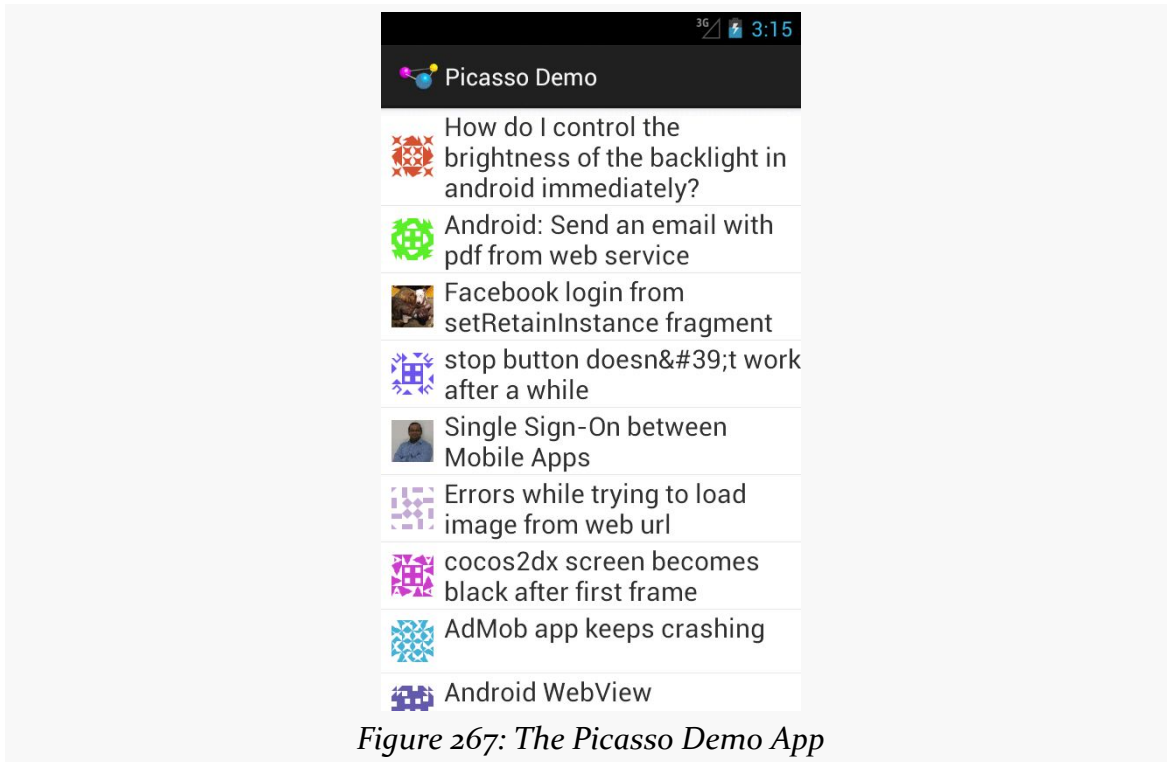 3G 3:15
Picasso Demo
How do I control the
brightness of the backlight in
android immediately?
Android: Send an email with
pdf from web service
Facebook login from
setRetainInstance fragment
stop button doesn&#39;t work
after a while
Single Sign-On between
Mobile Apps
Errors while trying to load
image from web url
cocos2dx screen becomes
black after first frame
AdMob app keeps crashing
Android WebView
Figure 267: The Picasso Demo App